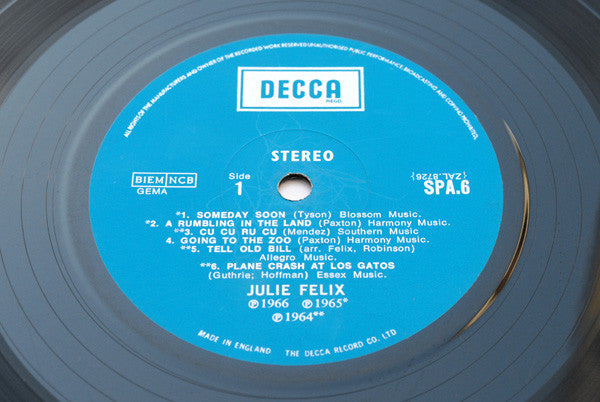 ALL RIGHTS OF THE MANUFACTURERS AND OWNER OF THE RECORDED WORK RESERVED UNAUTHORISED PUBLIC PERFORMANCE, BROADCASTING AND COPYING PROHIBITED
DECCA
REGD.
STEREO
BIEM NCB
GEMA
Side
1
{ZAL.8726}
SPA.6
*1. SOMEDAY SOON (Tyson) Blossom Music.
*2. A RUMBLING IN THE LAND (Paxton) Harmony Music.
**3. CU CU RU CU (Mendez) Southern Music
4. GOING TO THE ZOO (Paxton) Harmony Music.
**5. TELL OLD BILL (arr. Felix, Robinson)
Allegro Music.
**6. PLANE CRASH AT LOS GATOS
(Guthrie; Hoffman) Essex Music.
JULIE FELIX
℗1966 ℗1965*
℗1964**
MADE IN ENGLAND THE DECCA RECORD CO. LTD